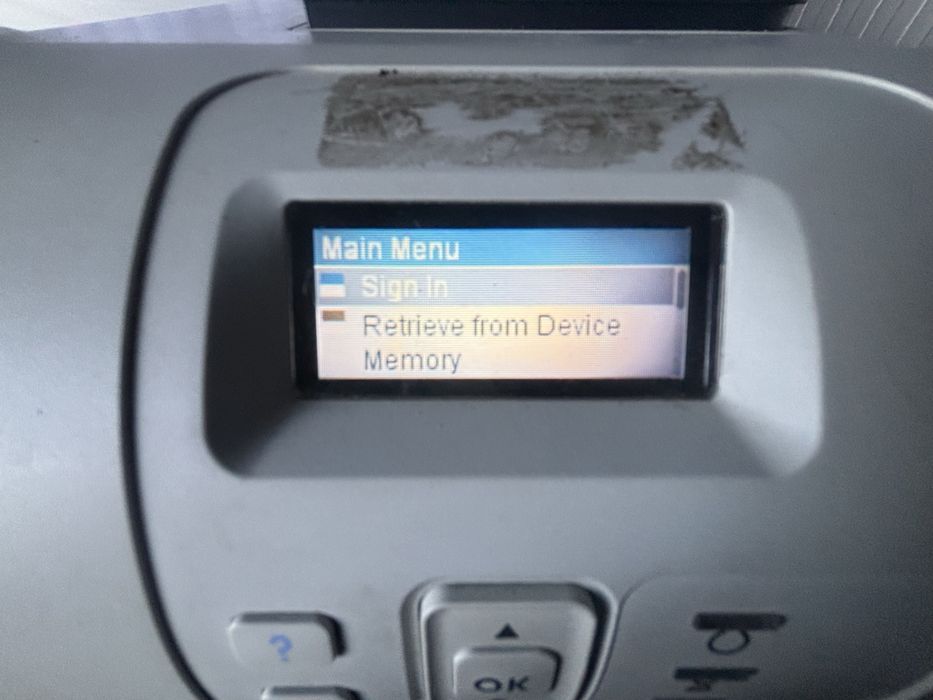 Main Menu
Sign In
Retrieve from Device
Memory
?
OK